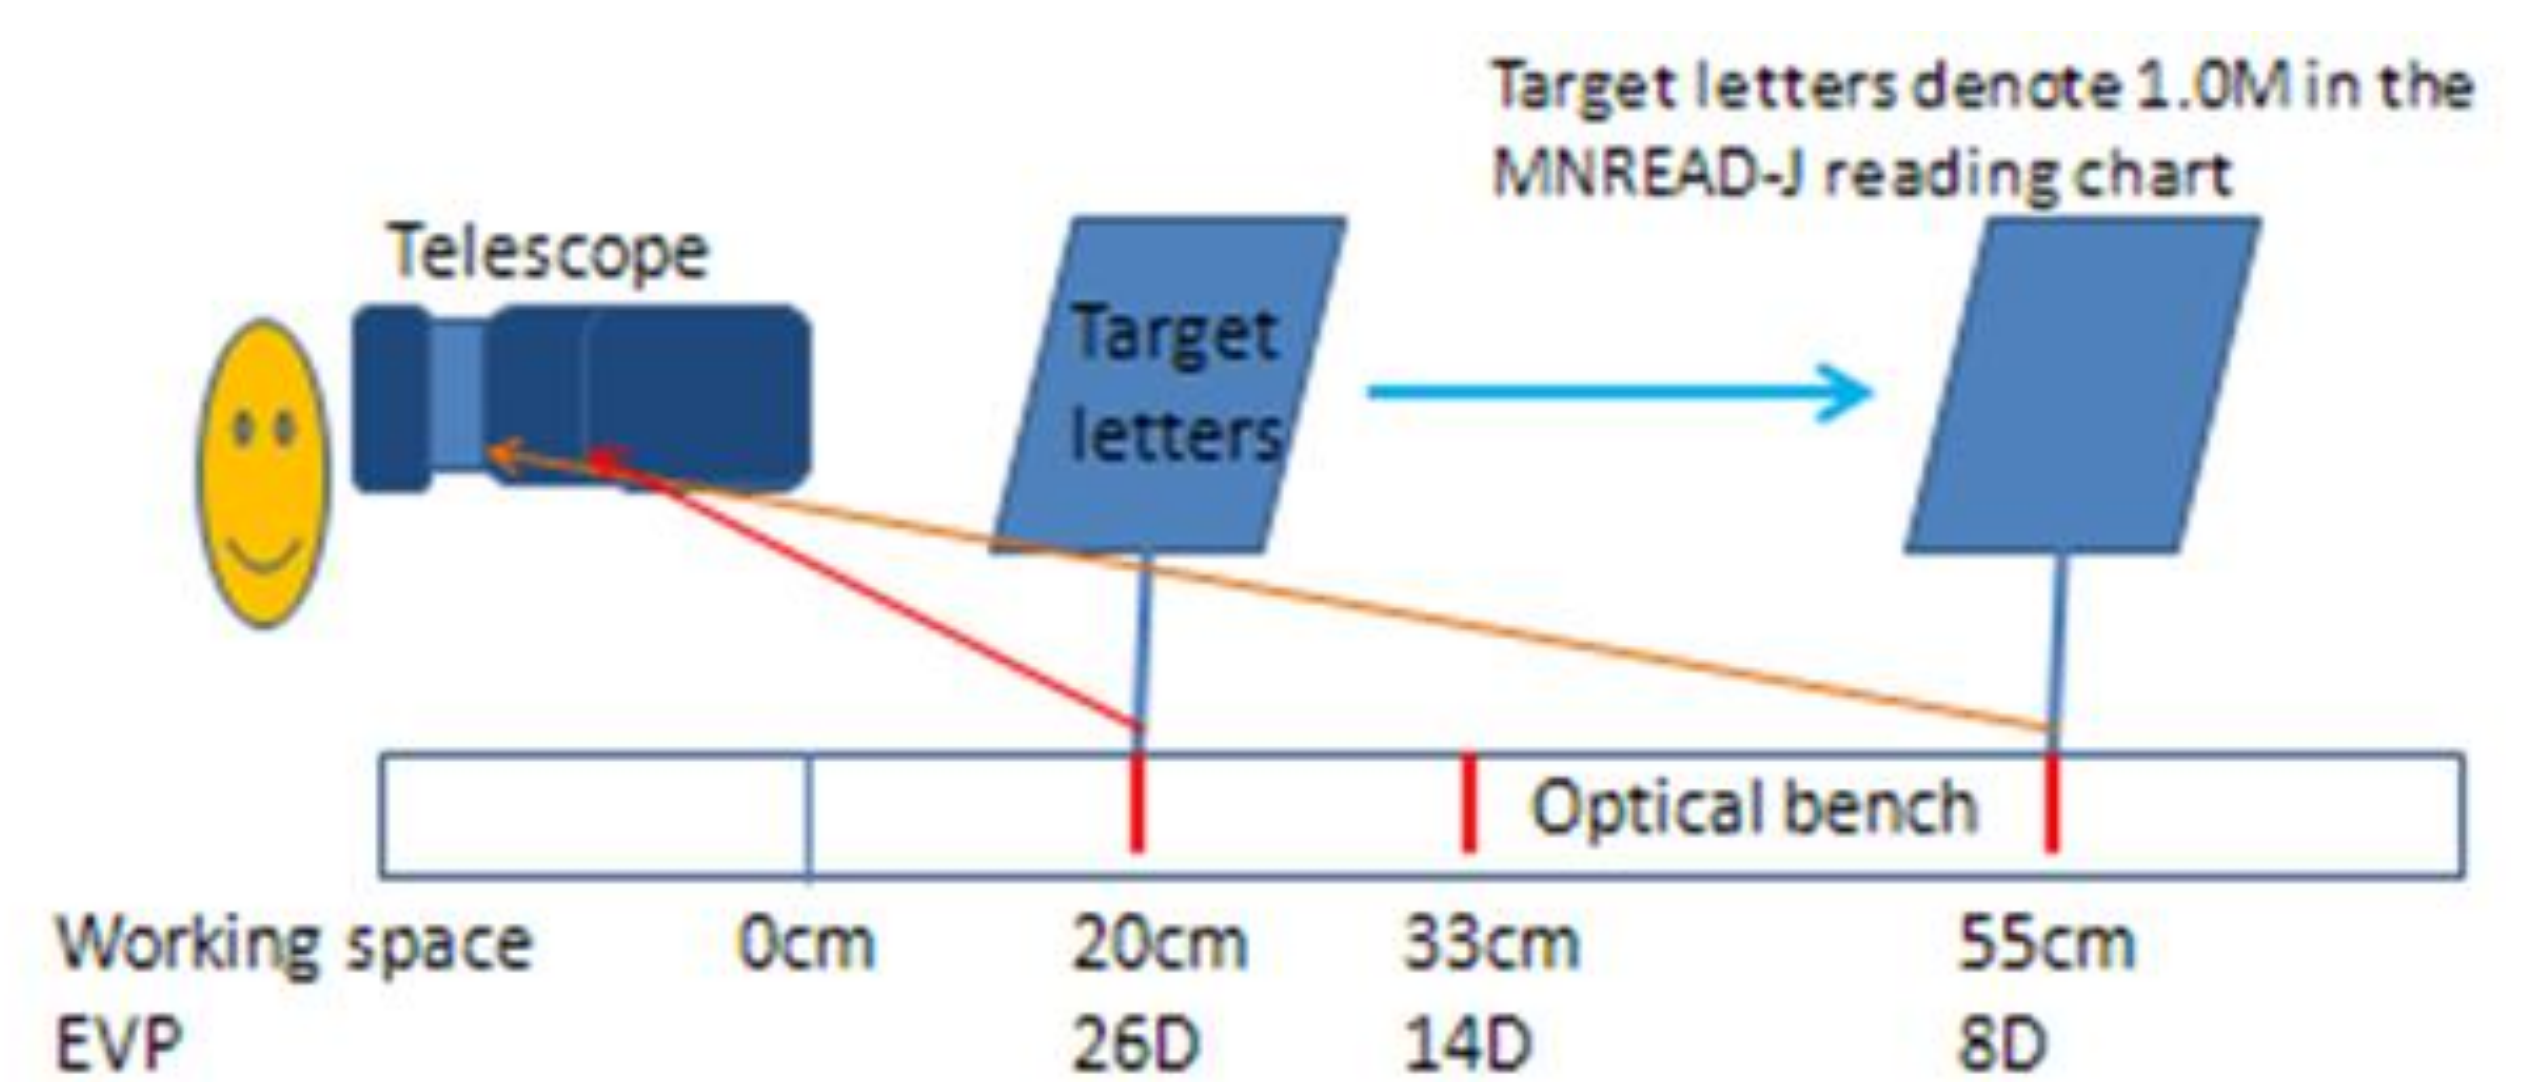 Target letters denote 1.0M in the
MNREAD-J reading chart
Telescope
Target
letters
Optical bench
Working space 0cm 20cm 33cm 55cm
EVP 26D 14D 8D